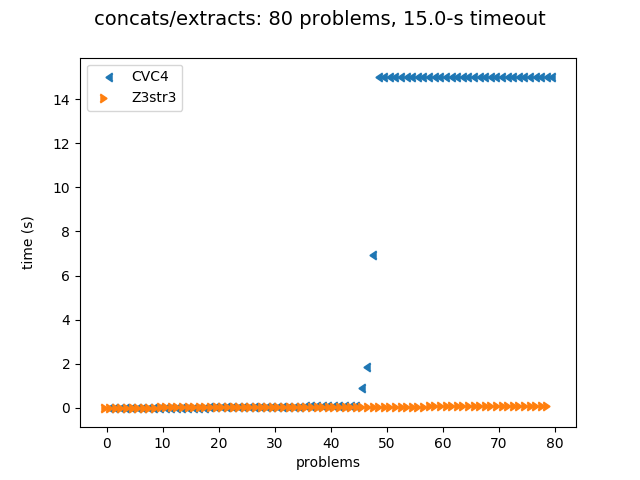 concats/extracts: 80 problems, 15.0-s timeout
CVC4
Z3str3
time (s)
14
12
10
8
6
4
2
0
0 10 20 30 40 50 60 70 80
problems